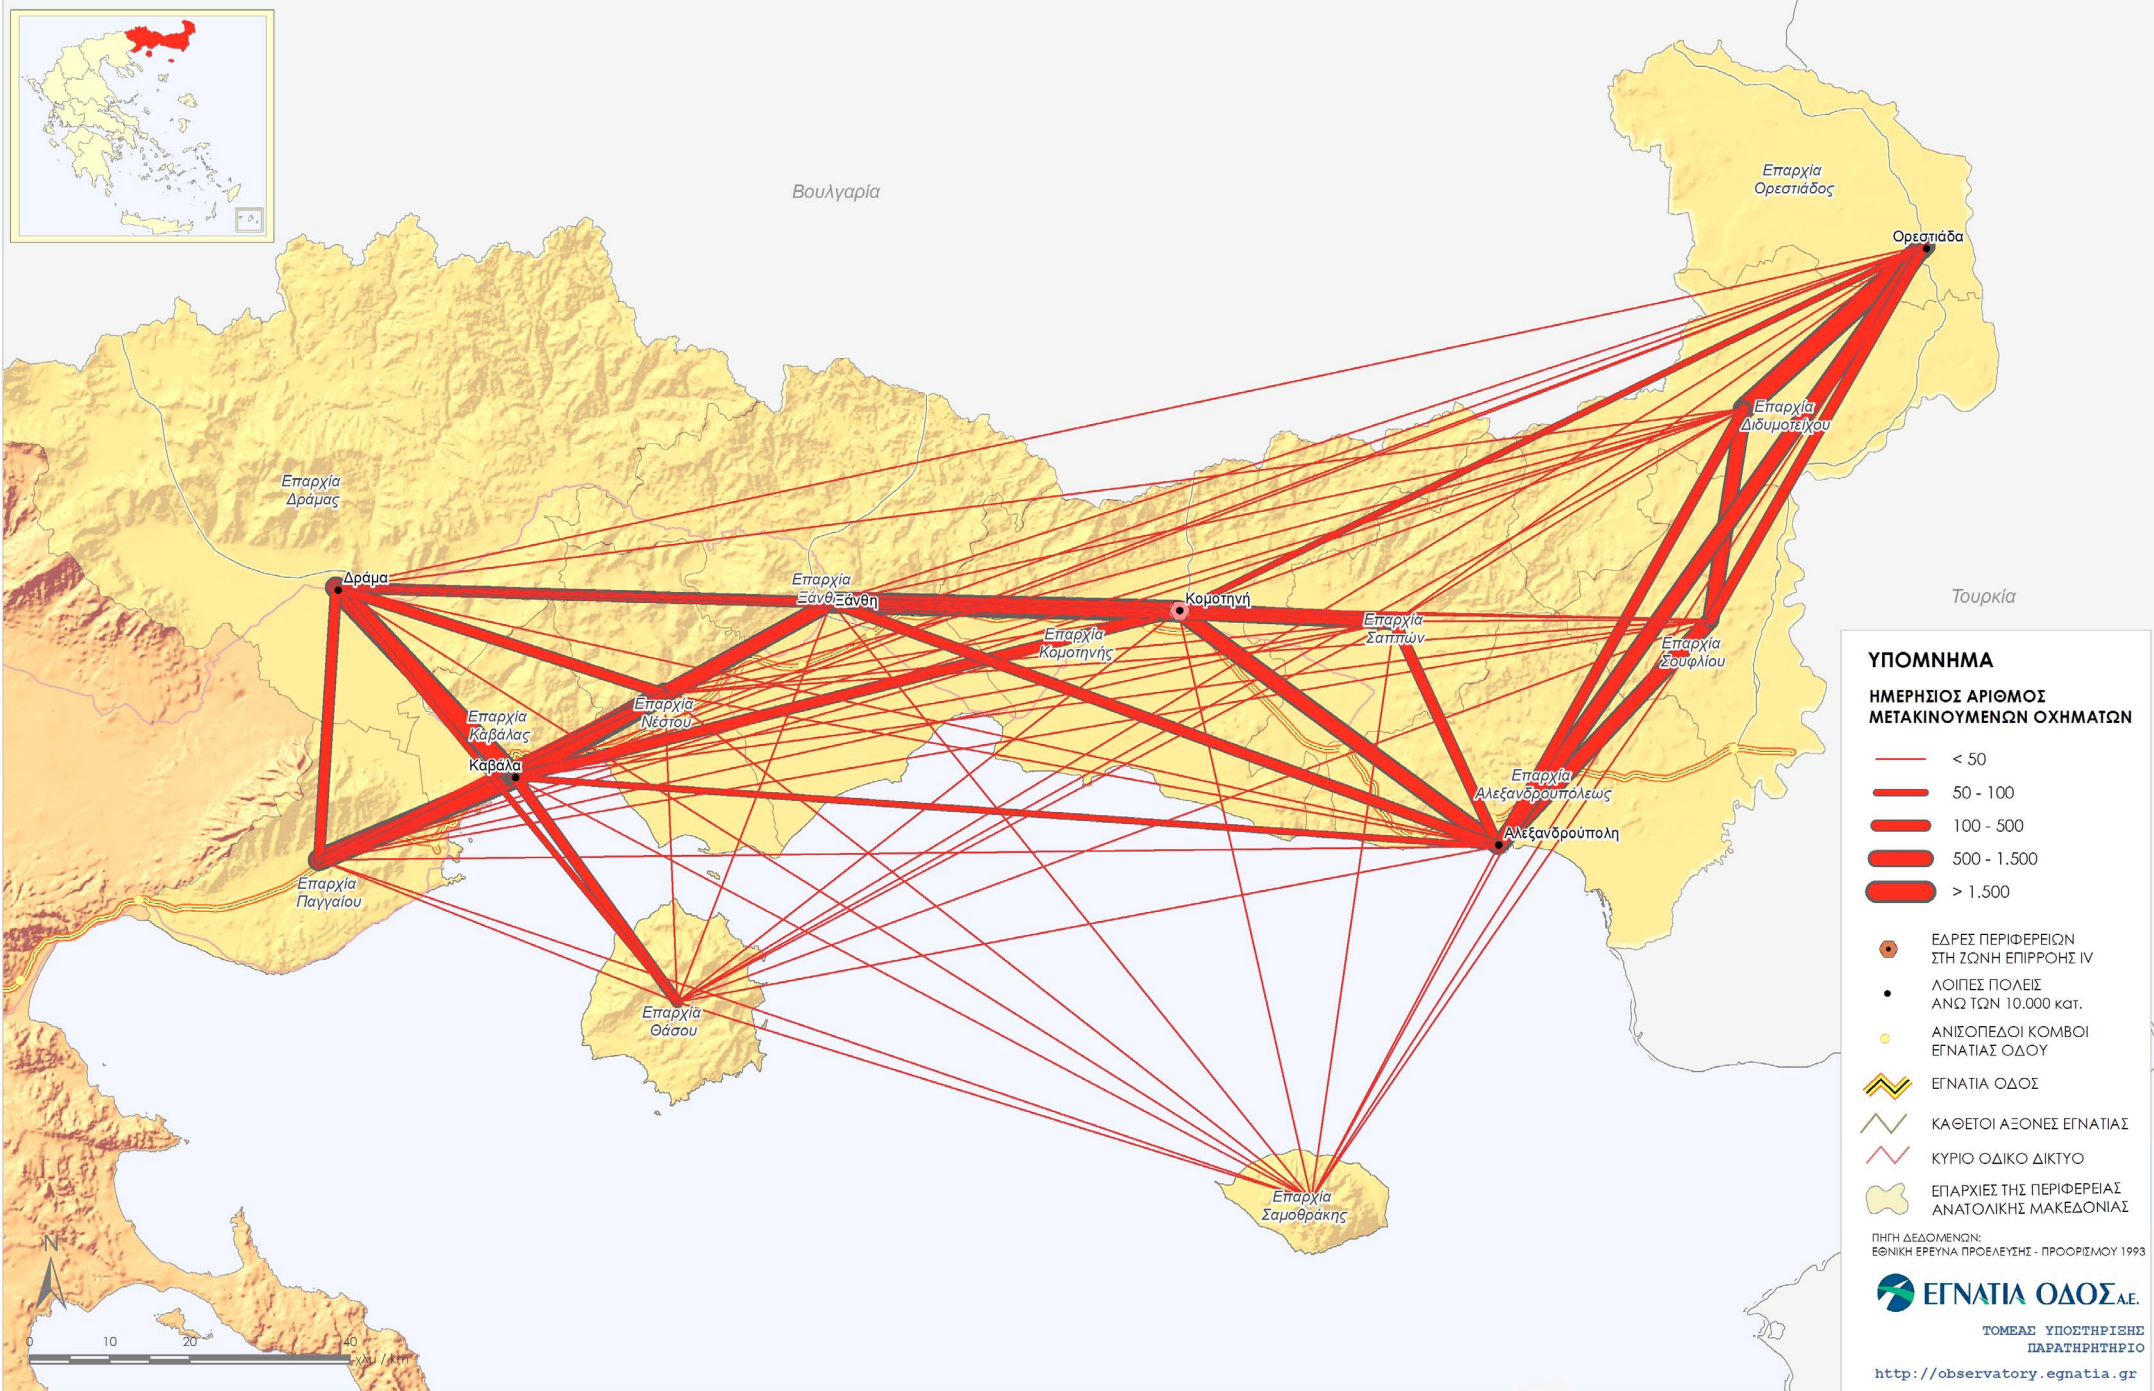 Βουλγαρία
Επαρχία
Ορεστιάδος
Ορεστιάδα
Επαρχία
Διδυμοτείχου
Επαρχία
Δράμας
Δράμα
Επαρχία
Ξάνθ
Ξάνθη
Κομοτηνή
Επαρχία
Κομοτηνής
Επαρχία
Σαππών
Επαρχία
Σουφλίου
Τουρκία
Επαρχία
Νέστου
Επαρχία
Καβάλας
Καβάλα
Επαρχία
Αλεξανδρουπόλεως
Αλεξανδρούπολη
Επαρχία
Παγγαίου
Επαρχία
Θάσου
Επαρχία
Σαμοθράκης
N
0 10 20 40
χλμ / km
ΥΠΟΜΝΗΜΑ
ΗΜΕΡΗΣΙΟΣ ΑΡΙΘΜΟΣ
ΜΕΤΑΚΙΝΟΥΜΕΝΩΝ ΟΧΗΜΑΤΩΝ
< 50
50 - 100
100 - 500
500 - 1.500
> 1.500
ΕΔΡΕΣ ΠΕΡΙΦΕΡΕΙΩΝ
ΣΤΗ ΖΩΝΗ ΕΠΙΡΡΟΗΣ IV
ΛΟΙΠΕΣ ΠΟΛΕΙΣ
ΑΝΩ ΤΩΝ 10.000 κατ.
ΑΝΙΣΟΠΕΔΟΙ ΚΟΜΒΟΙ
ΕΓΝΑΤΙΑΣ ΟΔΟΥ
ΕΓΝΑΤΙΑ ΟΔΟΣ
ΚΑΘΕΤΟΙ ΑΞΟΝΕΣ ΕΓΝΑΤΙΑΣ
ΚΥΡΙΟ ΟΔΙΚΟ ΔΙΚΤΥΟ
ΕΠΑΡΧΙΕΣ ΤΗΣ ΠΕΡΙΦΕΡΕΙΑΣ
ΑΝΑΤΟΛΙΚΗΣ ΜΑΚΕΔΟΝΙΑΣ
ΠΗΓΗ ΔΕΔΟΜΕΝΩΝ:
ΕΘΝΙΚΗ ΕΡΕΥΝΑ ΠΡΟΕΛΕΥΣΗΣ - ΠΡΟΟΡΙΣΜΟΥ 1993
ΕΓΝΑΤΙΑ ΟΔΟΣ Α.Ε.
ΤΟΜΕΑΣ ΥΠΟΣΤΗΡΙΞΗΣ
ΠΑΡΑΤΗΡΗΤΗΡΙΟ
http://observatory.egnatia.gr